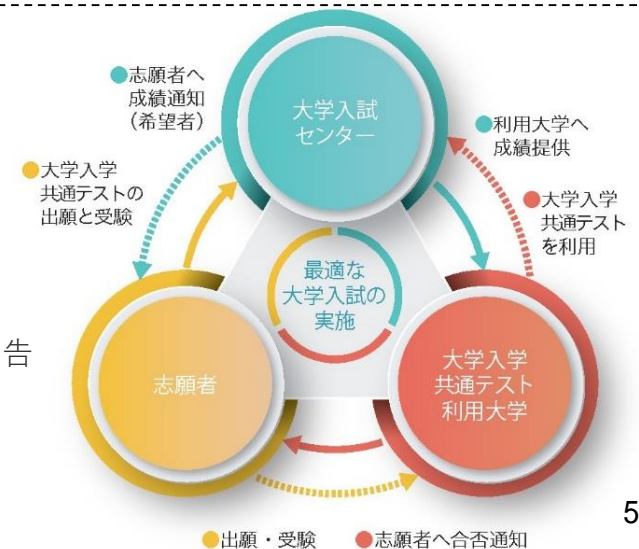 ●志願者へ
成績通知
（希望者）
大学入試
センター
●利用大学へ
成績提供
●大学入学
共通テストの
出願と受験
●大学入学
共通テスト
を利用
最適な
大学入試の
実施
告
志願者
大学入学
共通テスト
利用大学
5
●出願・受験
●志願者へ合否通知